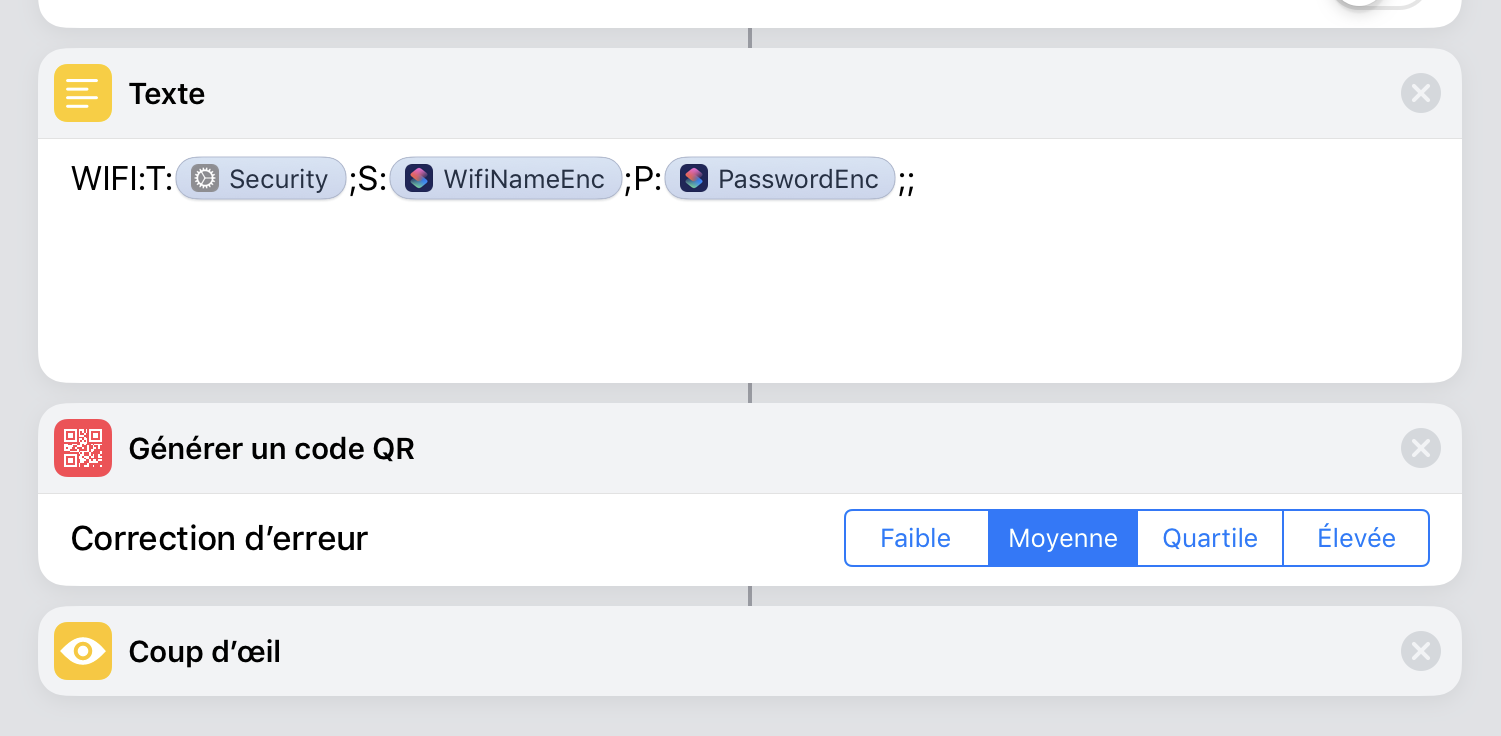 Texte
WIFI:T:Security;S:WifiNameEnc;P:PasswordEnc;;
Générer un code QR
Correction d’erreur
Faible Moyenne Quartile Élevée
Coup d’œil